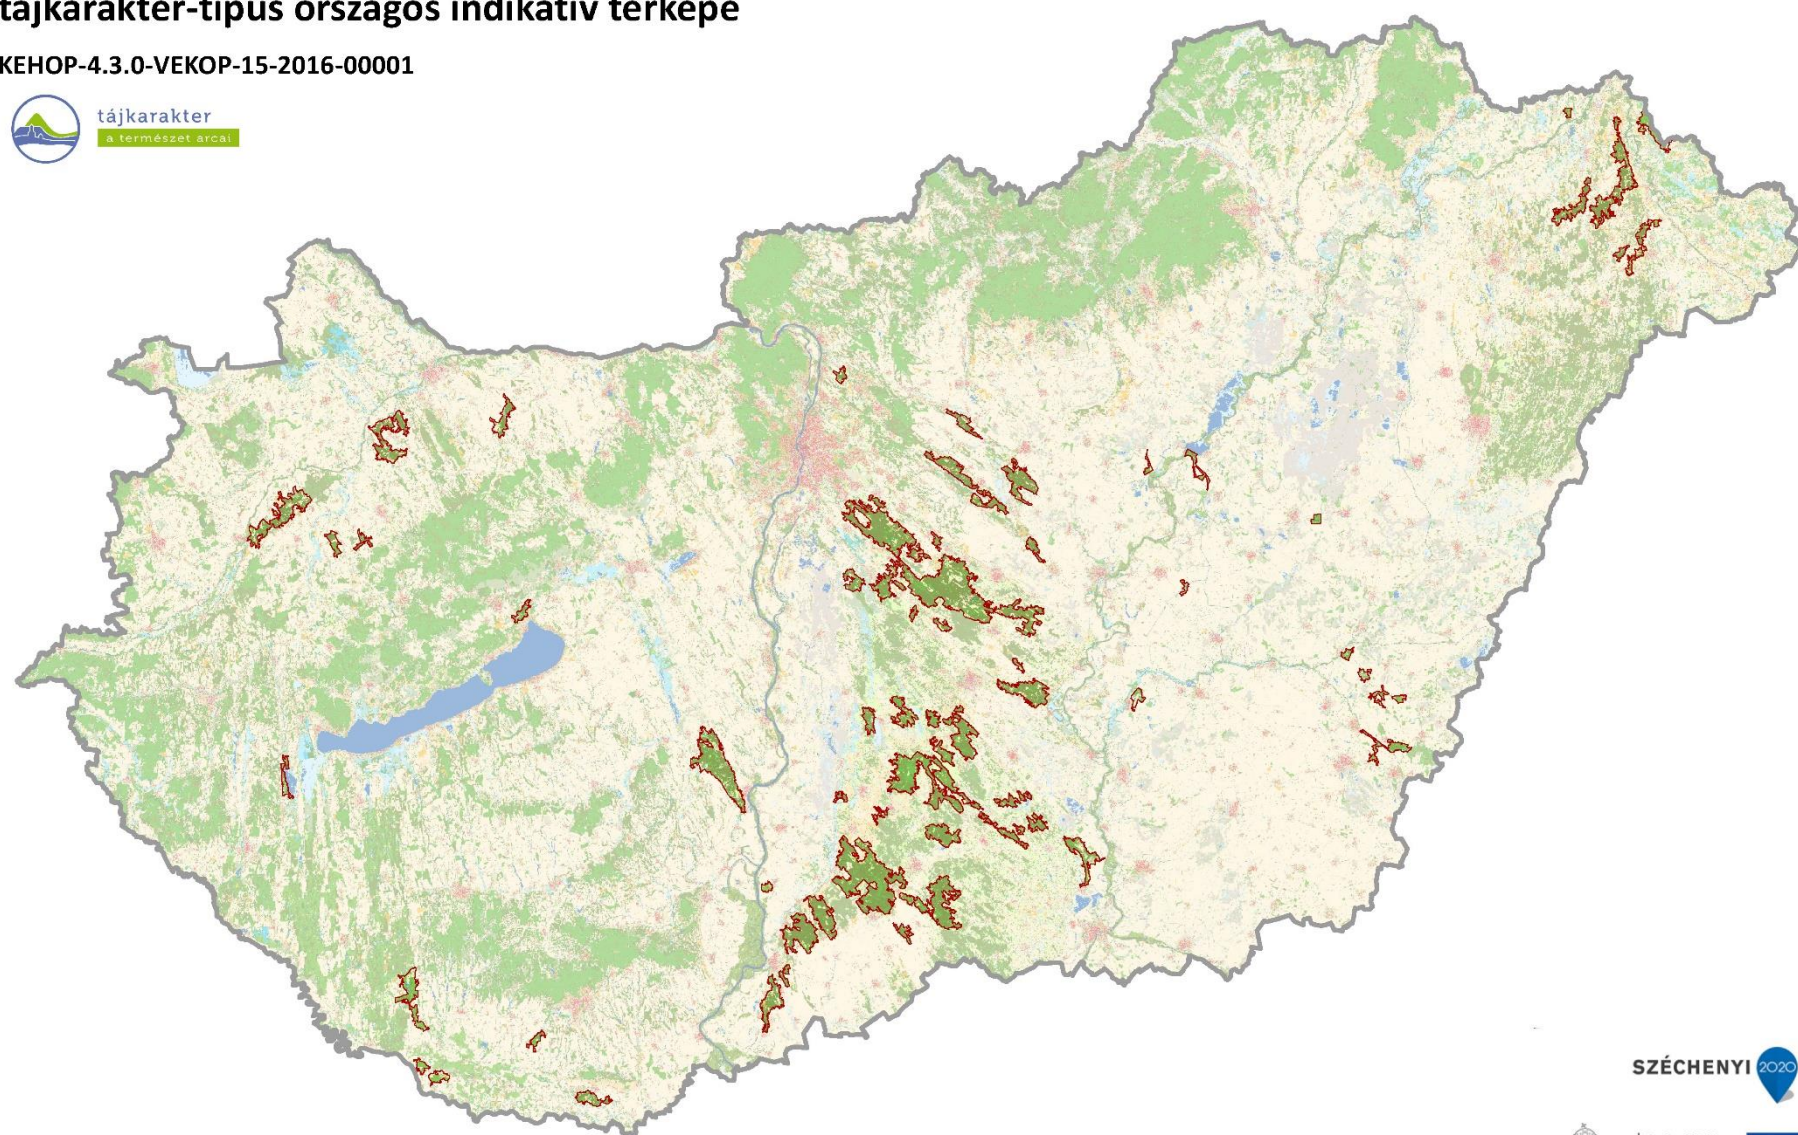 tájkarakter-típus országos indikatív térképe
KEHOP-4.3.0-VEKOP-15-2016-00001
tájkarakter
a természet arcai
SZÉCHENYI 2020